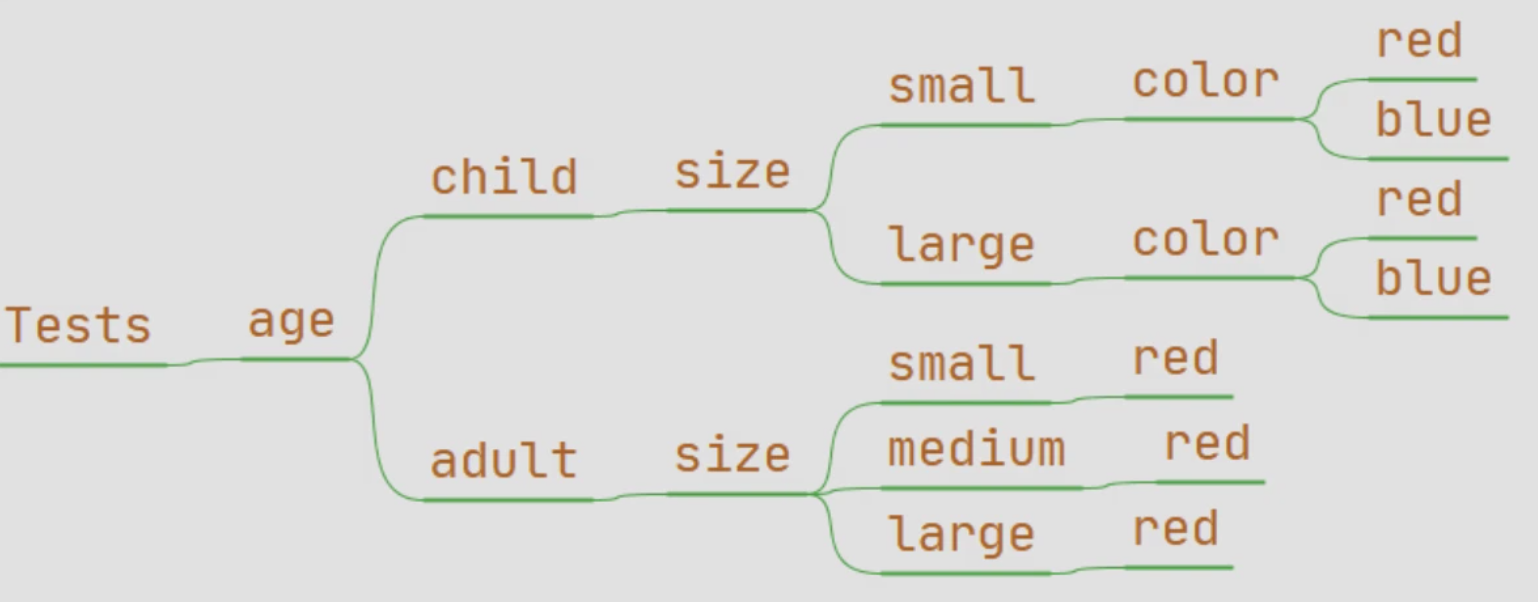 Tests
age
child
size
small
color
red
blue
large
color
red
blue
adult
size
small
red
medium
red
large
red